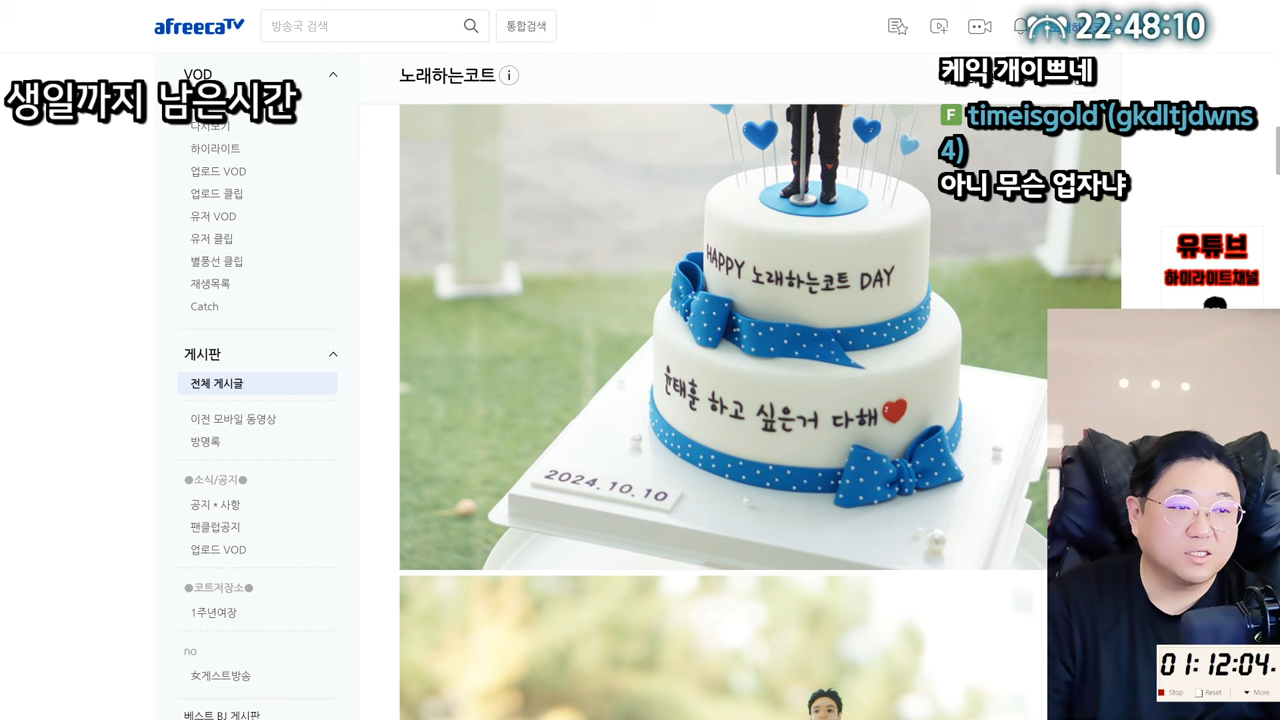 afreecaTV
방송국 검색
통합검색
22:48:10
생일까지 남은시간
VOD
다시보기
하이라이트
업로드 VOD
업로드 클립
유저 VOD
유저 클립
별풍선 클립
재생목록
Catch
게시판
전체 게시글
이전 모바일 동영상
방명록
●소식/공지●
공지 * 사항
팬클럽공지
업로드 VOD
●코트저장소●
1주년여장
no
女게스트방송
베스트 BJ 게시판
노래하는코트
HAPPY 노래하는코트 DAY
윤태훈 하고 싶은거 다해
2024.10.10
케익 개이쁘네
F timeisgold`(gkdltjdwns
4)
아니 무슨 업자냐
유튜브
하이라이트채널
01:12:04.
Stop
Reset
More..